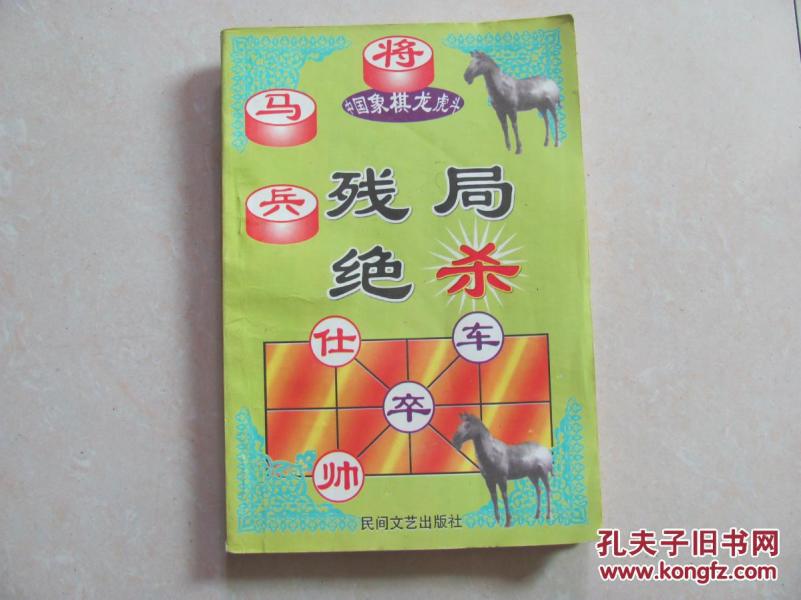 将
中国象棋龙虎斗
马
兵
残局
绝杀
仕
车
卒
帅
民间文艺出版社
孔夫子旧书网
www.kongfz.com